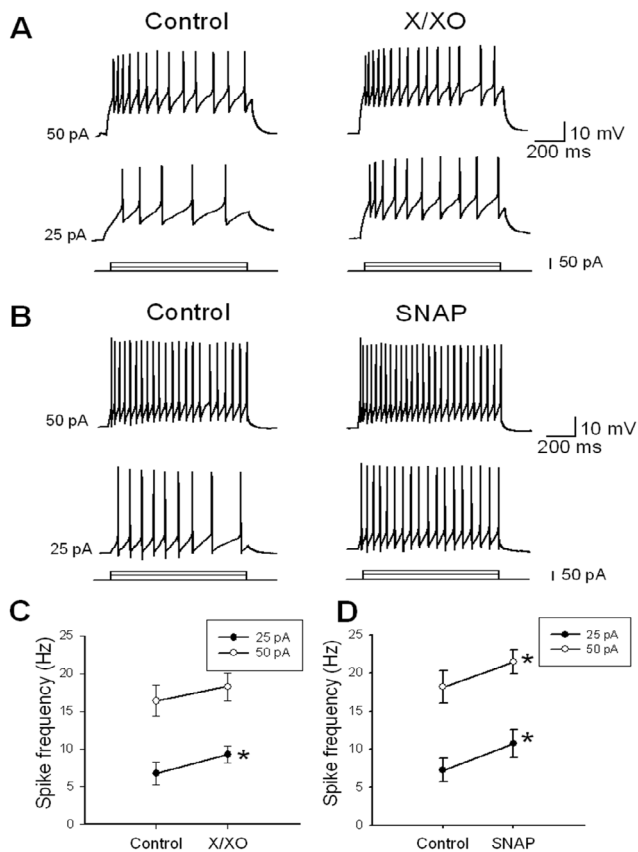 A
Control
X/XO
50 pA
10 mV
200 ms
25 pA
50 pA
B
Control
SNAP
50 pA
10 mV
200 ms
25 pA
50 pA
C
25 pA
50 pA
Spike frequency (Hz)
25
20
15
10
5
0
*
Control
X/XO
D
25 pA
50 pA
Spike frequency (Hz)
25
20
15
10
5
0
*
*
Control
SNAP